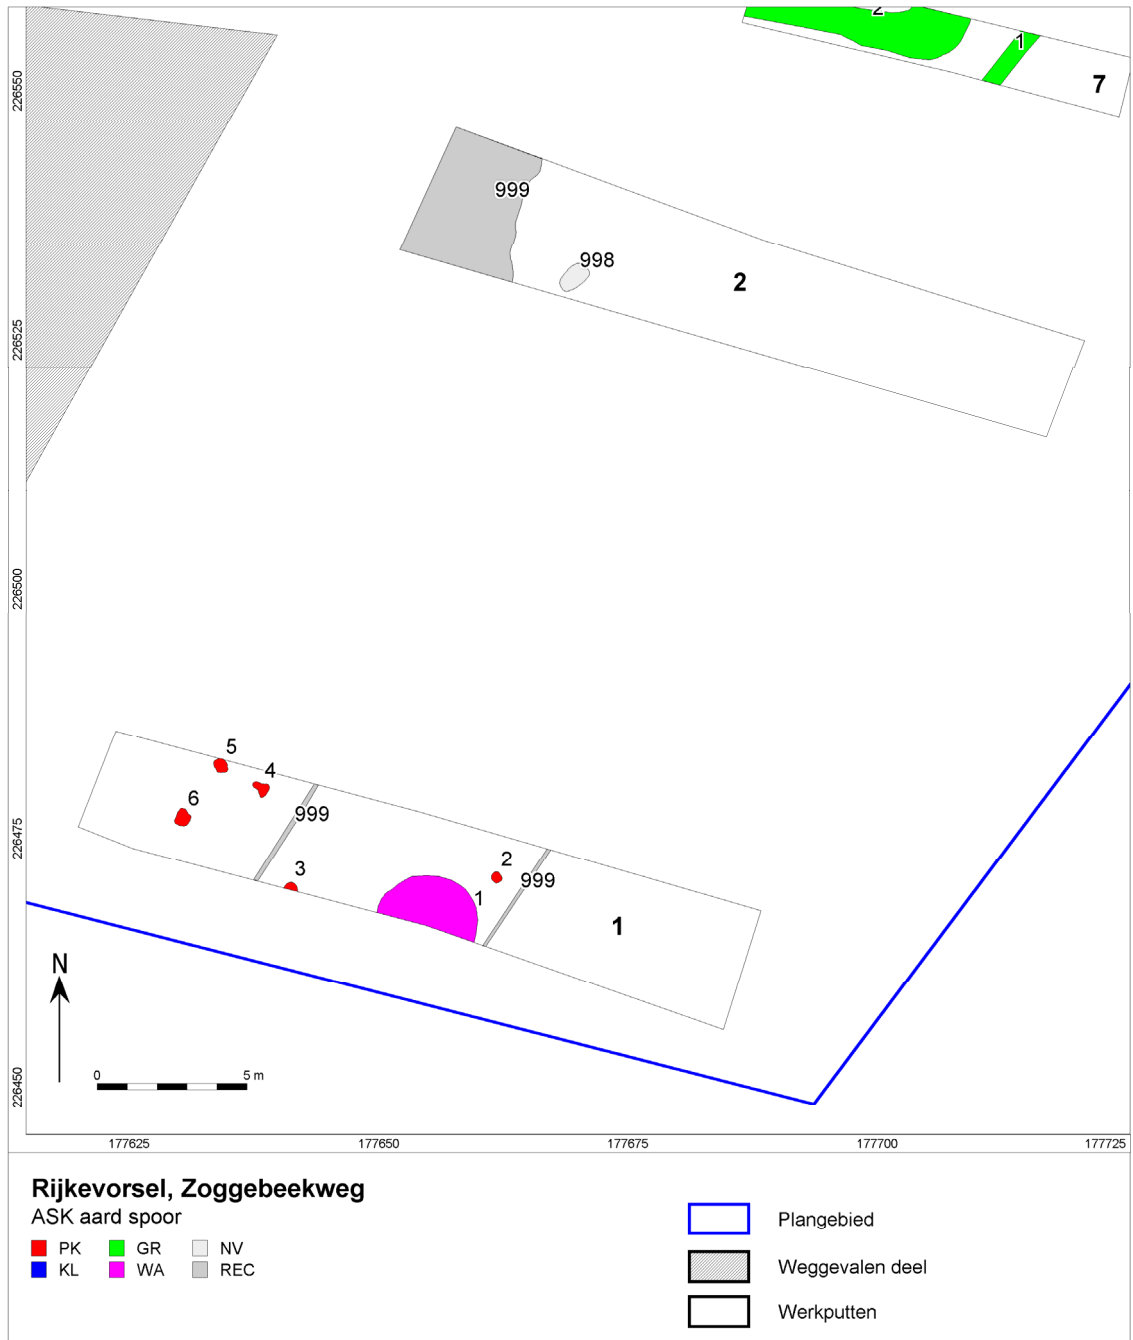 2
1
7
226550
999
998
2
226525
226500
5
4
6
999
226475
3
2
999
1
1
N
0 5 m
226450
177625 177650 177675 177700 177725
Rijkevorsel, Zoggebeekweg
ASK aard spoor
PK GR NV
KL WA REC
Plangebied
Weggevalen deel
Werkputten